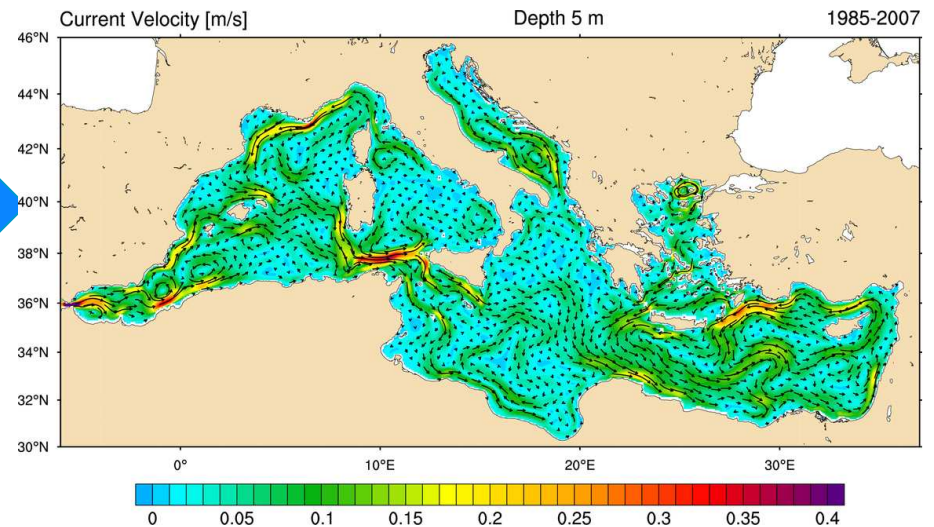 Current Velocity [m/s] Depth 5 m 1985-2007
46°N
44°N
42°N
40°N
38°N
36°N
34°N
32°N
30°N
0° 10°E 20°E 30°E
0 0.05 0.1 0.15 0.2 0.25 0.3 0.35 0.4